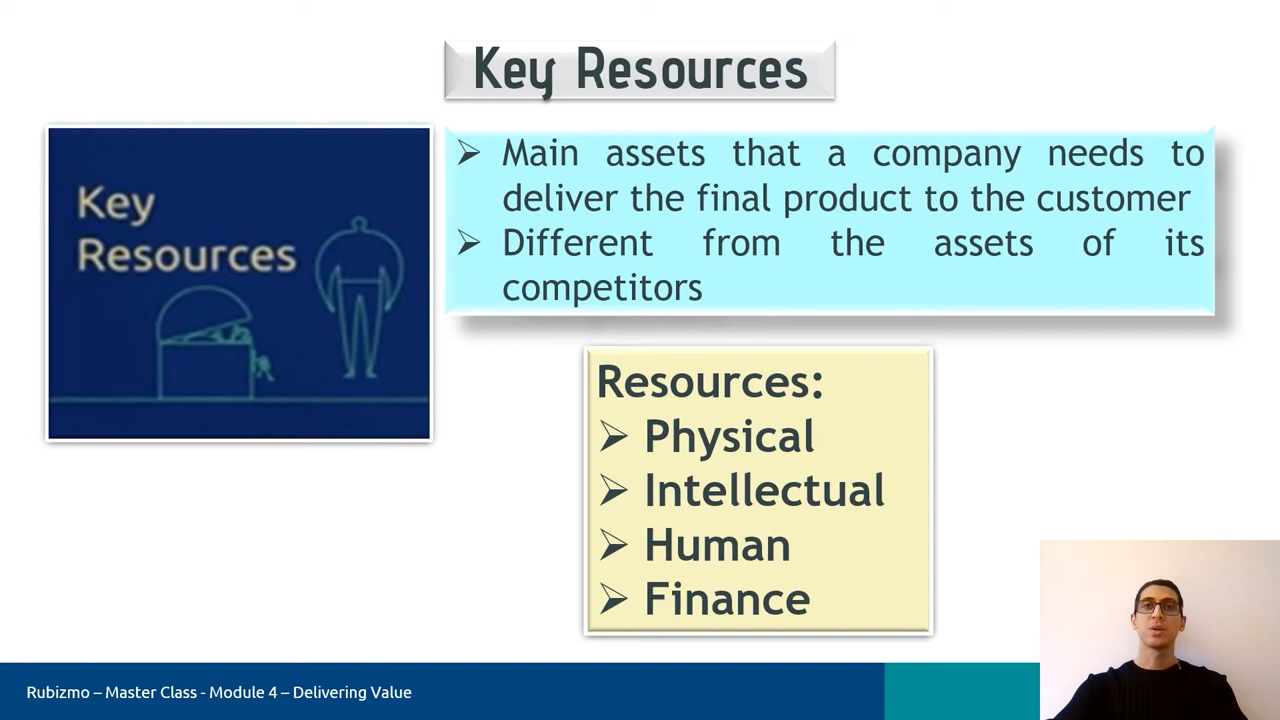 Key Resources
Key
Resources
➢ Main assets that a company needs to
deliver the final product to the customer
➢ Different from the assets of its
competitors
Resources:
➢ Physical
➢ Intellectual
➢ Human
➢ Finance
Rubizmo – Master Class - Module 4 – Delivering Value